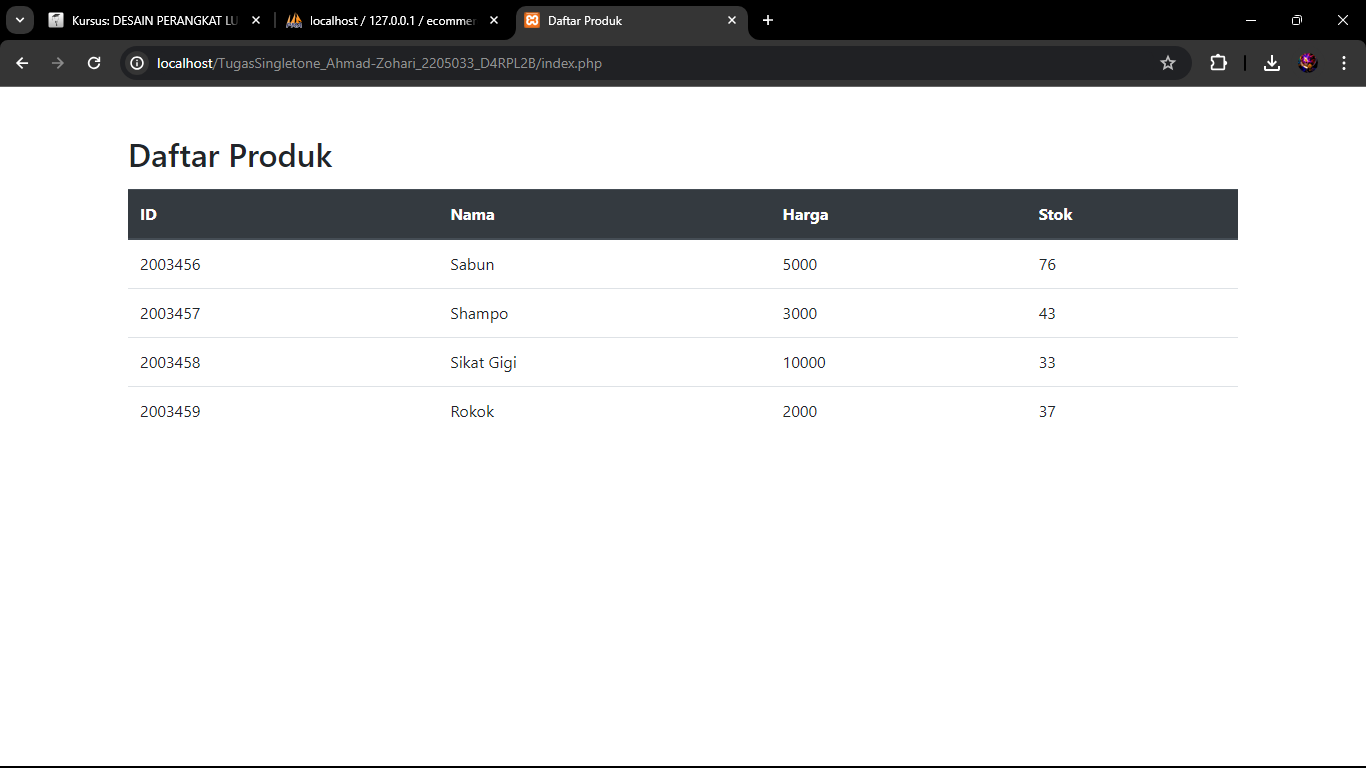 Kursus: DESAIN PERANGKAT LU
localhost / 127.0.0.1 / ecommer
Daftar Produk
localhost/TugasSingletone_Ahmad-Zohari_2205033_D4RPL2B/index.php
Daftar Produk
ID Nama Harga Stok
2003456 Sabun 5000 76
2003457 Shampo 3000 43
2003458 Sikat Gigi 10000 33
2003459 Rokok 2000 37